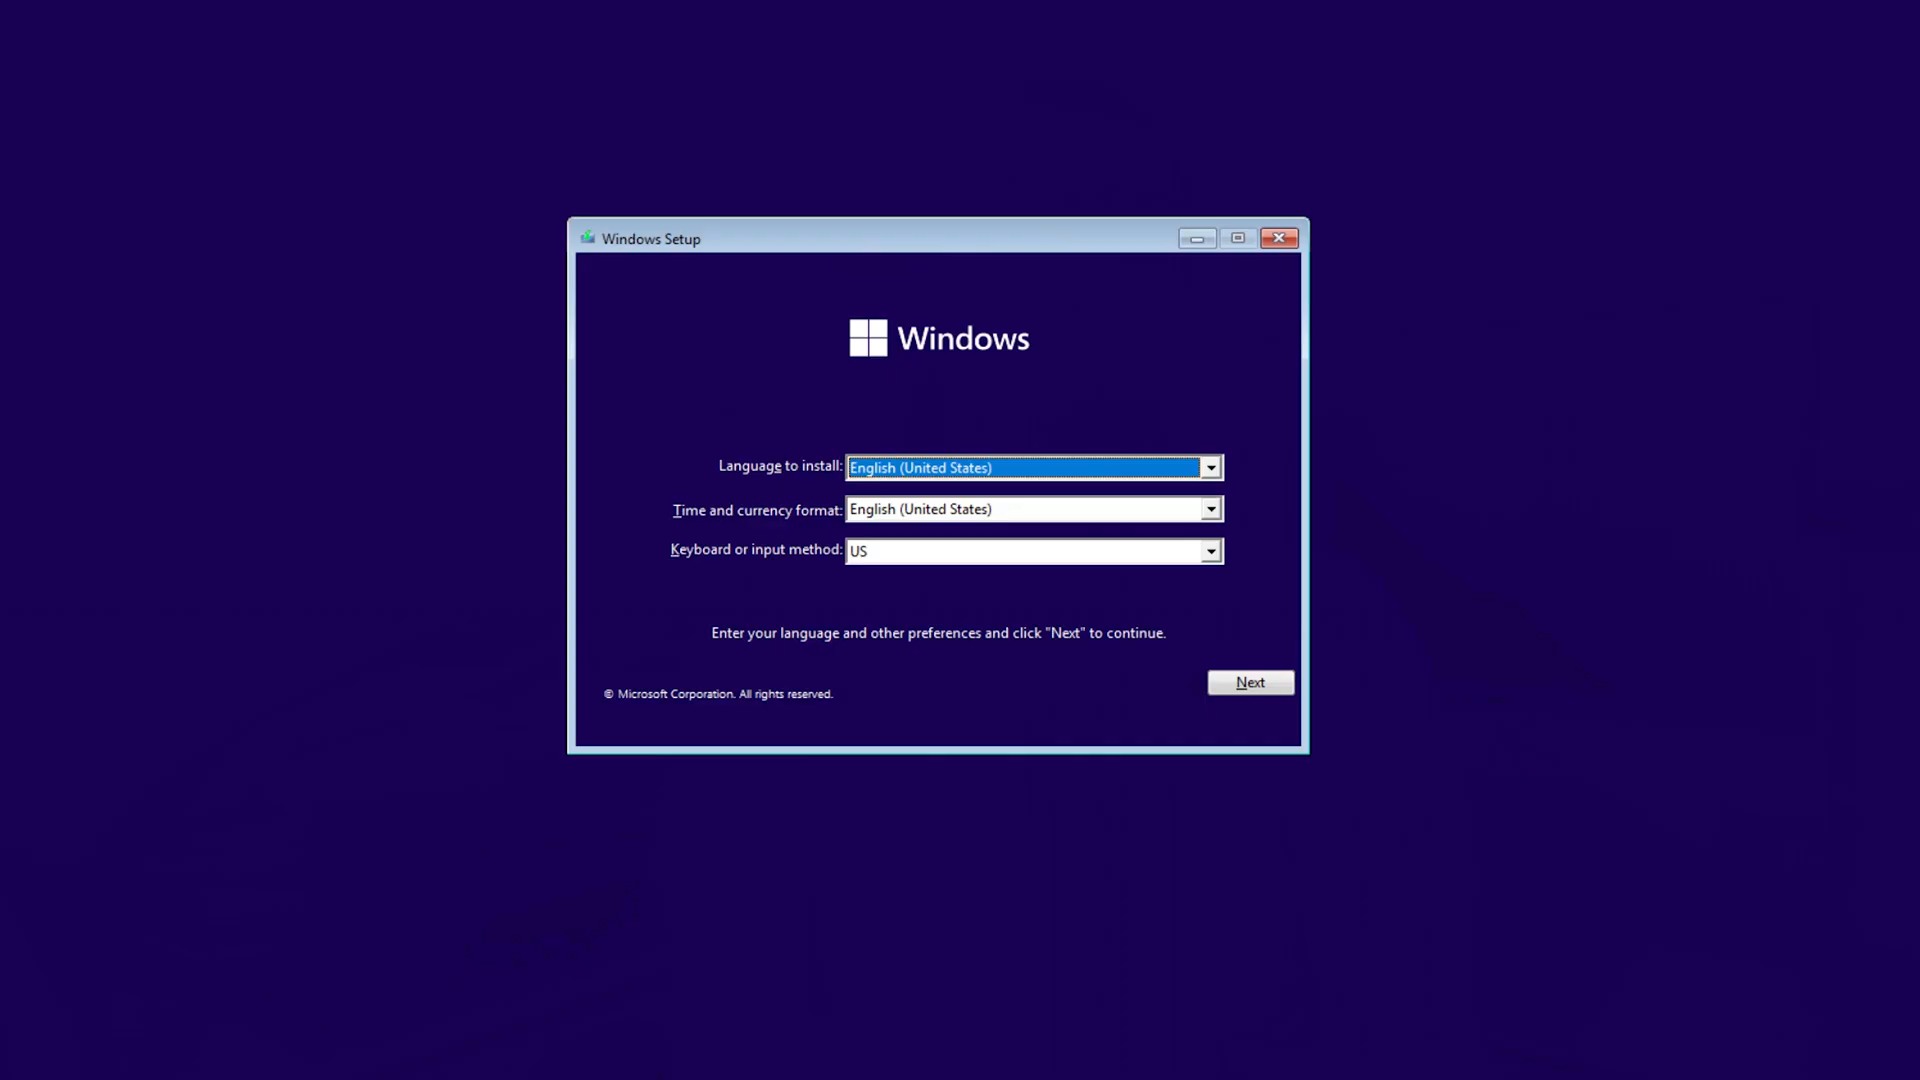 Windows Setup
Windows
Language to install: English (United States)
Time and currency format: English (United States)
Keyboard or input method: US
Enter your language and other preferences and click "Next" to continue.
Next
© Microsoft Corporation. All rights reserved.